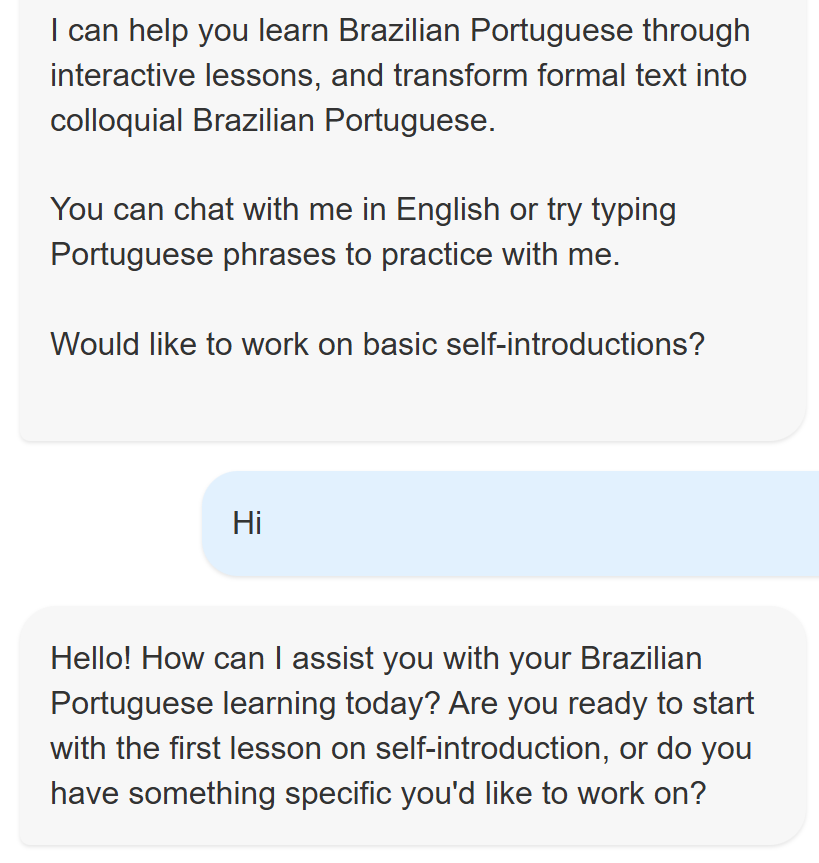 I can help you learn Brazilian Portuguese through
interactive lessons, and transform formal text into
colloquial Brazilian Portuguese.
You can chat with me in English or try typing
Portuguese phrases to practice with me.
Would like to work on basic self-introductions?
Hi
Hello! How can I assist you with your Brazilian
Portuguese learning today? Are you ready to start
with the first lesson on self-introduction, or do you
have something specific you'd like to work on?